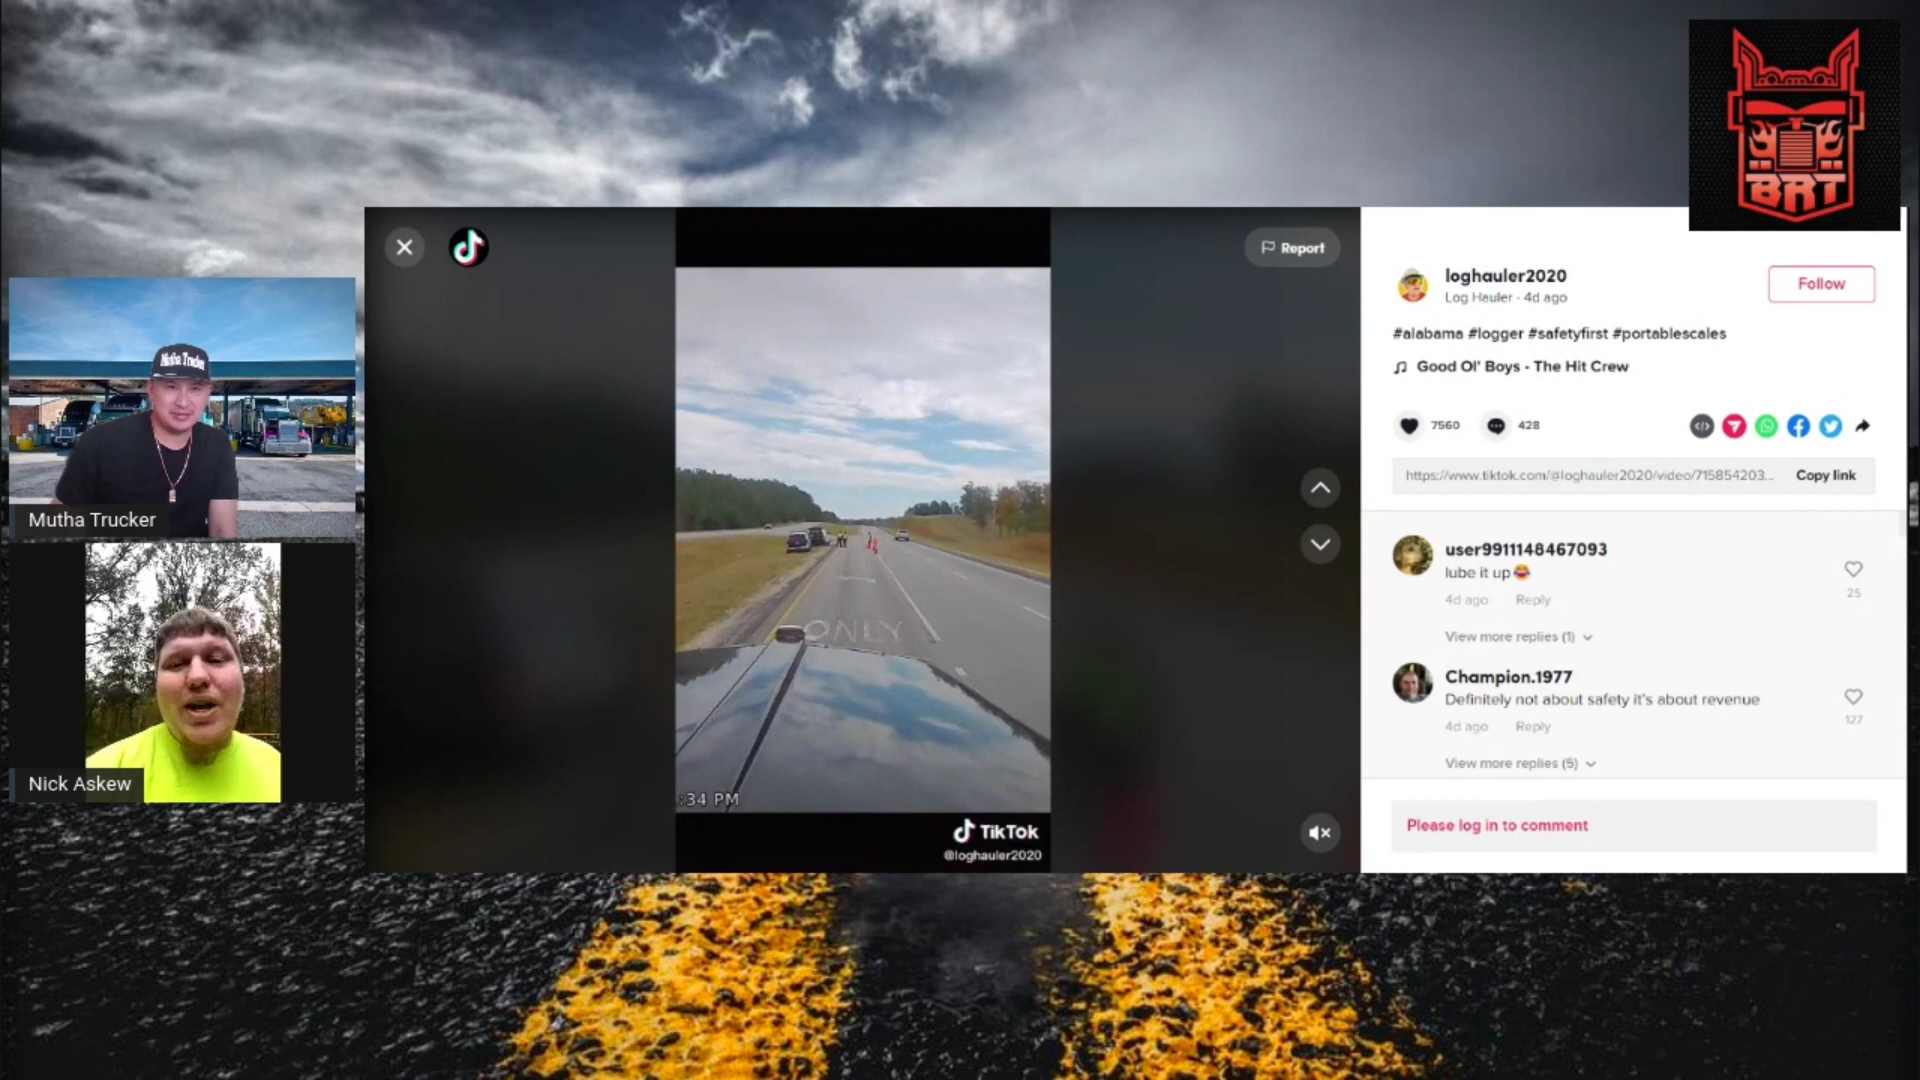 BRT
Report
Mutha Trucker
Mutha Trucker
Nick Askew
ONLY
:34 PM
TikTok
@loghauler2020
loghauler2020
Log Hauler · 4d ago
Follow
#alabama #logger #safetyfirst #portablescales
Good Ol' Boys - The Hit Crew
7560
428
https://www.tiktok.com/@loghauler2020/video/715854203...
Copy link
user9911148467093
lube it up😂
25
4d ago Reply
View more replies (1)
Champion.1977
Definitely not about safety it's about revenue
127
4d ago Reply
View more replies (5)
Please log in to comment